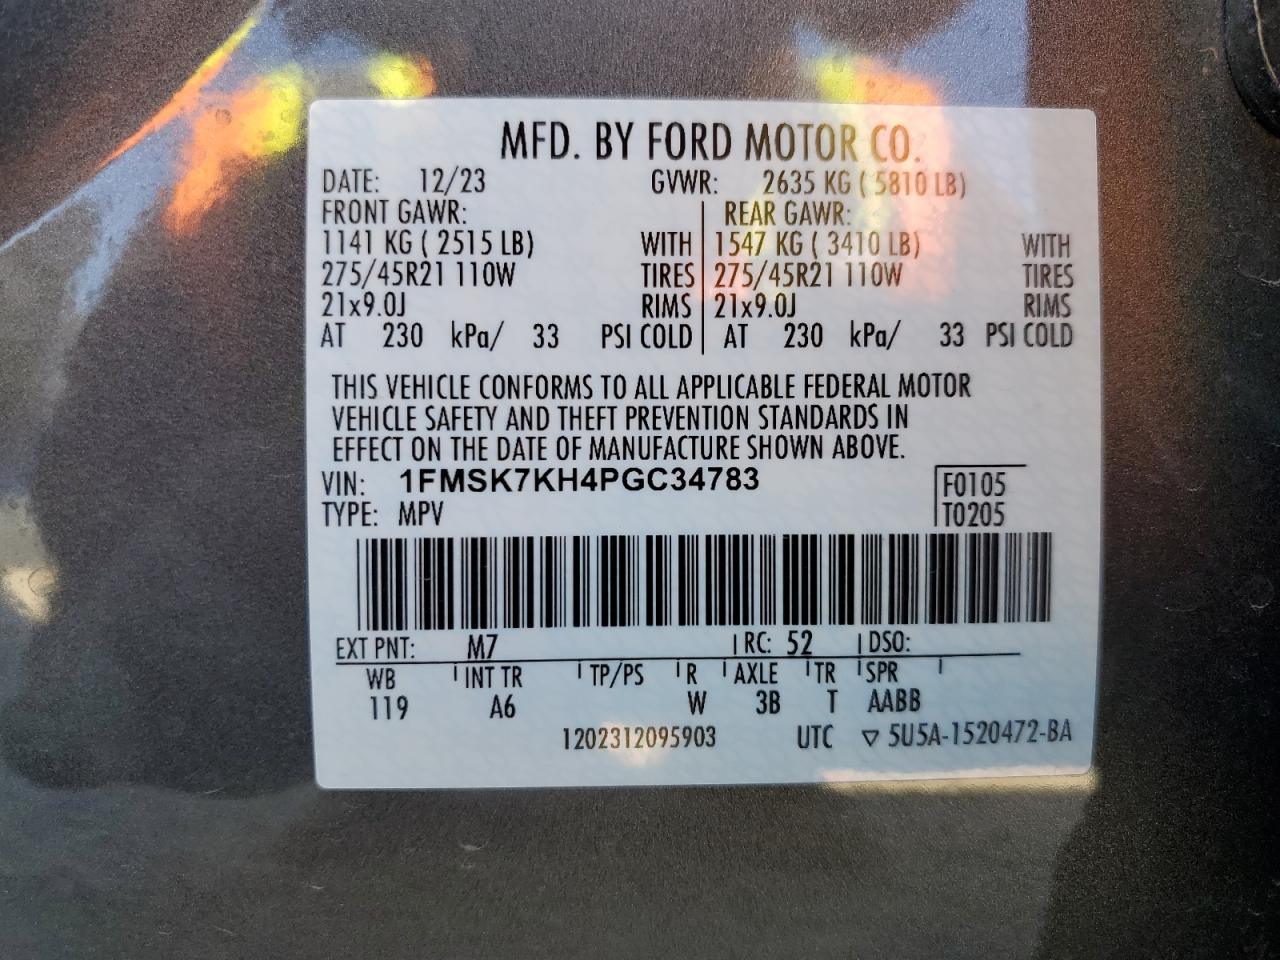 MFD. BY FORD MOTOR CO.
DATE: 12/23 GVWR: 2635 KG ( 5810 LB)
FRONT GAWR: REAR GAWR:
1141 KG ( 2515 LB) WITH 1547 KG ( 3410 LB) WITH
275/45R21 110W TIRES 275/45R21 110W TIRES
21x9.0J RIMS 21x9.0J RIMS
AT 230 kPa/ 33 PSI COLD AT 230 kPa/ 33 PSI COLD
THIS VEHICLE CONFORMS TO ALL APPLICABLE FEDERAL MOTOR
VEHICLE SAFETY AND THEFT PREVENTION STANDARDS IN
EFFECT ON THE DATE OF MANUFACTURE SHOWN ABOVE.
VIN: 1FMSK7KH4PGC34783 F0105
TYPE: MPV T0205
EXT PNT: M7 RC: 52 DSO:
WB INT TR TP/PS R AXLE TR SPR
119 A6 W 3B T AABB
1202312095903 UTC ▽ 5U5A-1520472-BA